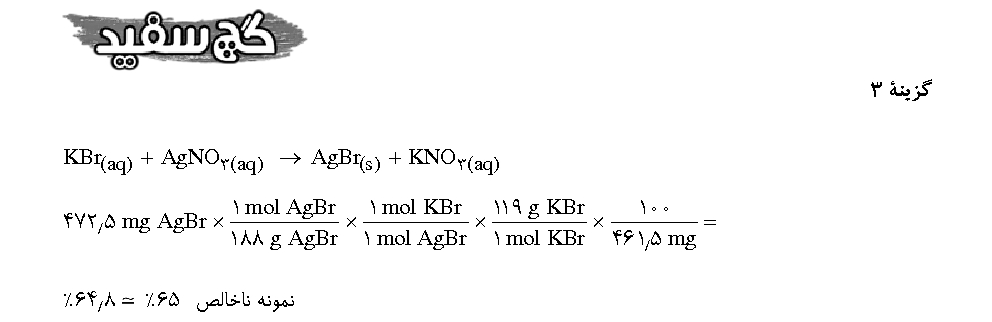 گچ سفید
گزینهٔ ۳
KBr(aq) + AgNO۳(aq) → AgBr(s) + KNO۳(aq)
۴۷۲٫۵ mg AgBr × ۱ mol AgBr / ۱۸۸ g AgBr × ۱ mol KBr / ۱ mol AgBr × ۱۱۹ g KBr / ۱ mol KBr × ۱۰۰ / ۴۶۱٫۵ mg =
٪۶۴٫۸ ≃ ٪۶۵ نمونه ناخالص